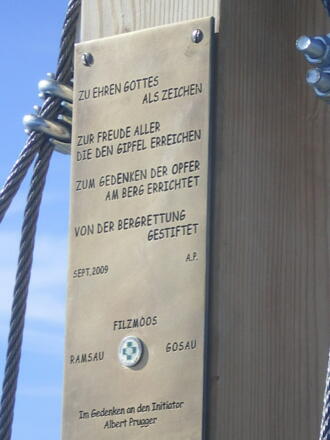 ZU EHREN GOTTES
ALS ZEICHEN
ZUR FREUDE ALLER
DIE DEN GIPFEL ERREICHEN
ZUM GEDENKEN DER OPFER
AM BERG ERRICHTET
VON DER BERGRETTUNG
GESTIFTET
SEPT. 2009 A.P.
FILZMOOS
RAMSAU GOSAU
Im Gedenken an den Initiator
Albert Prugger